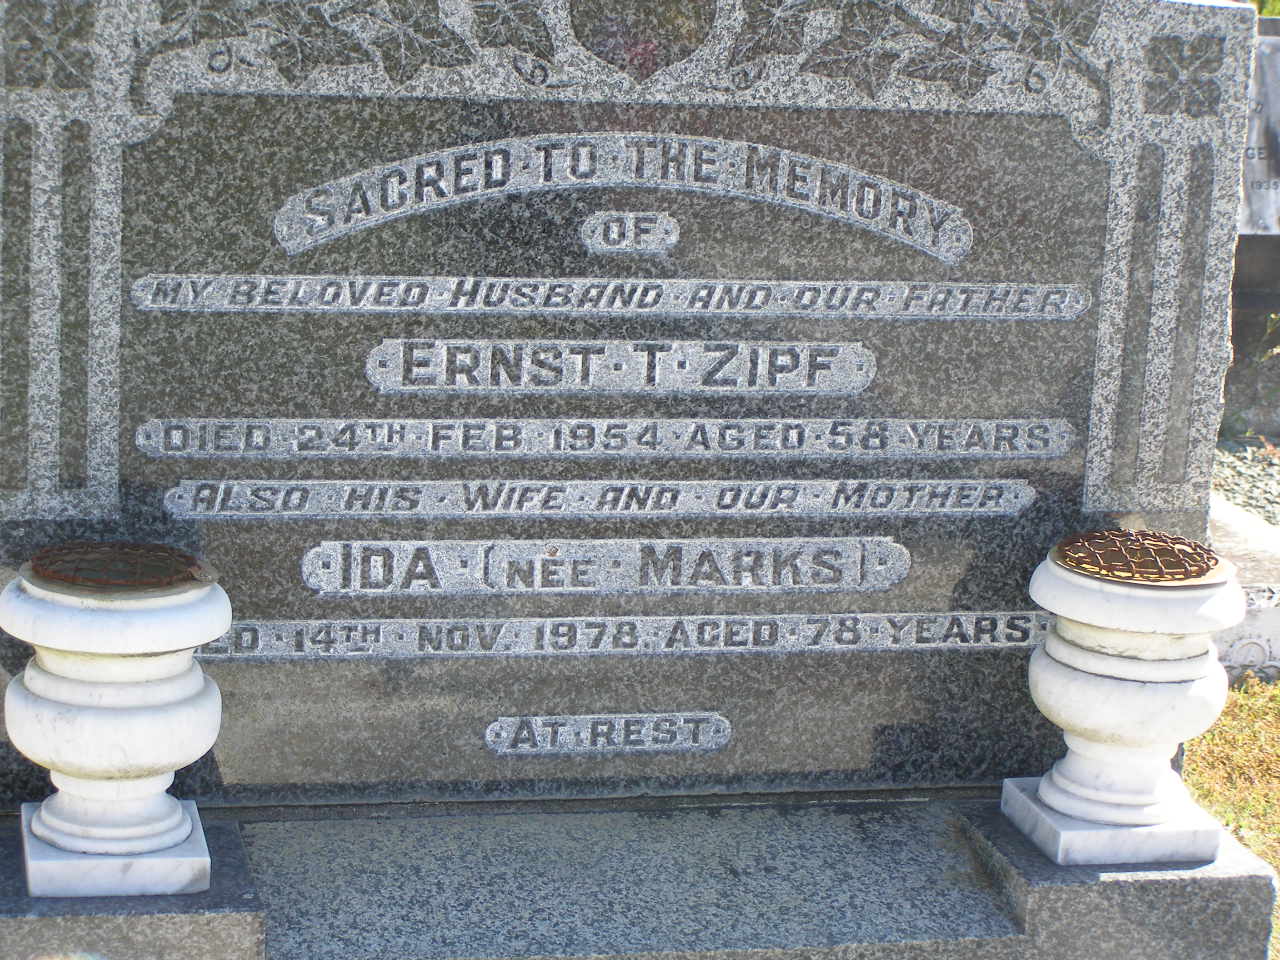 SACRED·TO·THE·MEMORY
·OF·
MY·BELOVED·HUSBAND·AND·OUR·FATHER
·ERNST·T·ZIPF·
DIED·24TH·FEB·1954·AGED·58·YEARS·
·ALSO·HIS·WIFE·AND·OUR·MOTHER·
·IDA·(NÉE·MARKS)·
·14TH·NOV.·1978·AGED·78·YEARS·
·AT·REST·